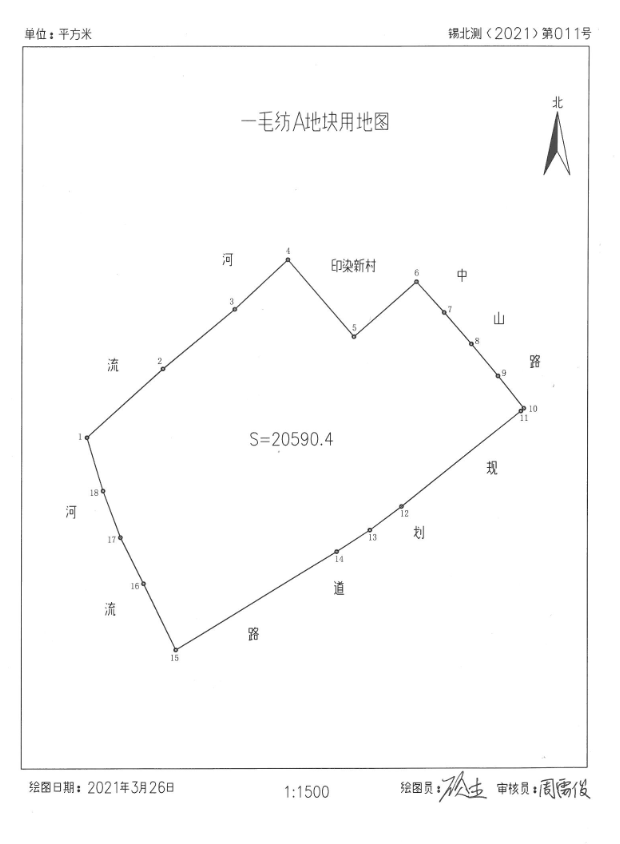 单位：平方米
锡北测（2021）第011号
一毛纺A地块用地图
北
河
4
印染新村
6
中
3
7
山
5
8
流
2
路
9
10
11
1
S=20590.4
规
18
河
12
划
17
13
14
16
道
流
路
15
绘图日期：2021年3月26日
1:1500
绘图员：
审核员：周需俊